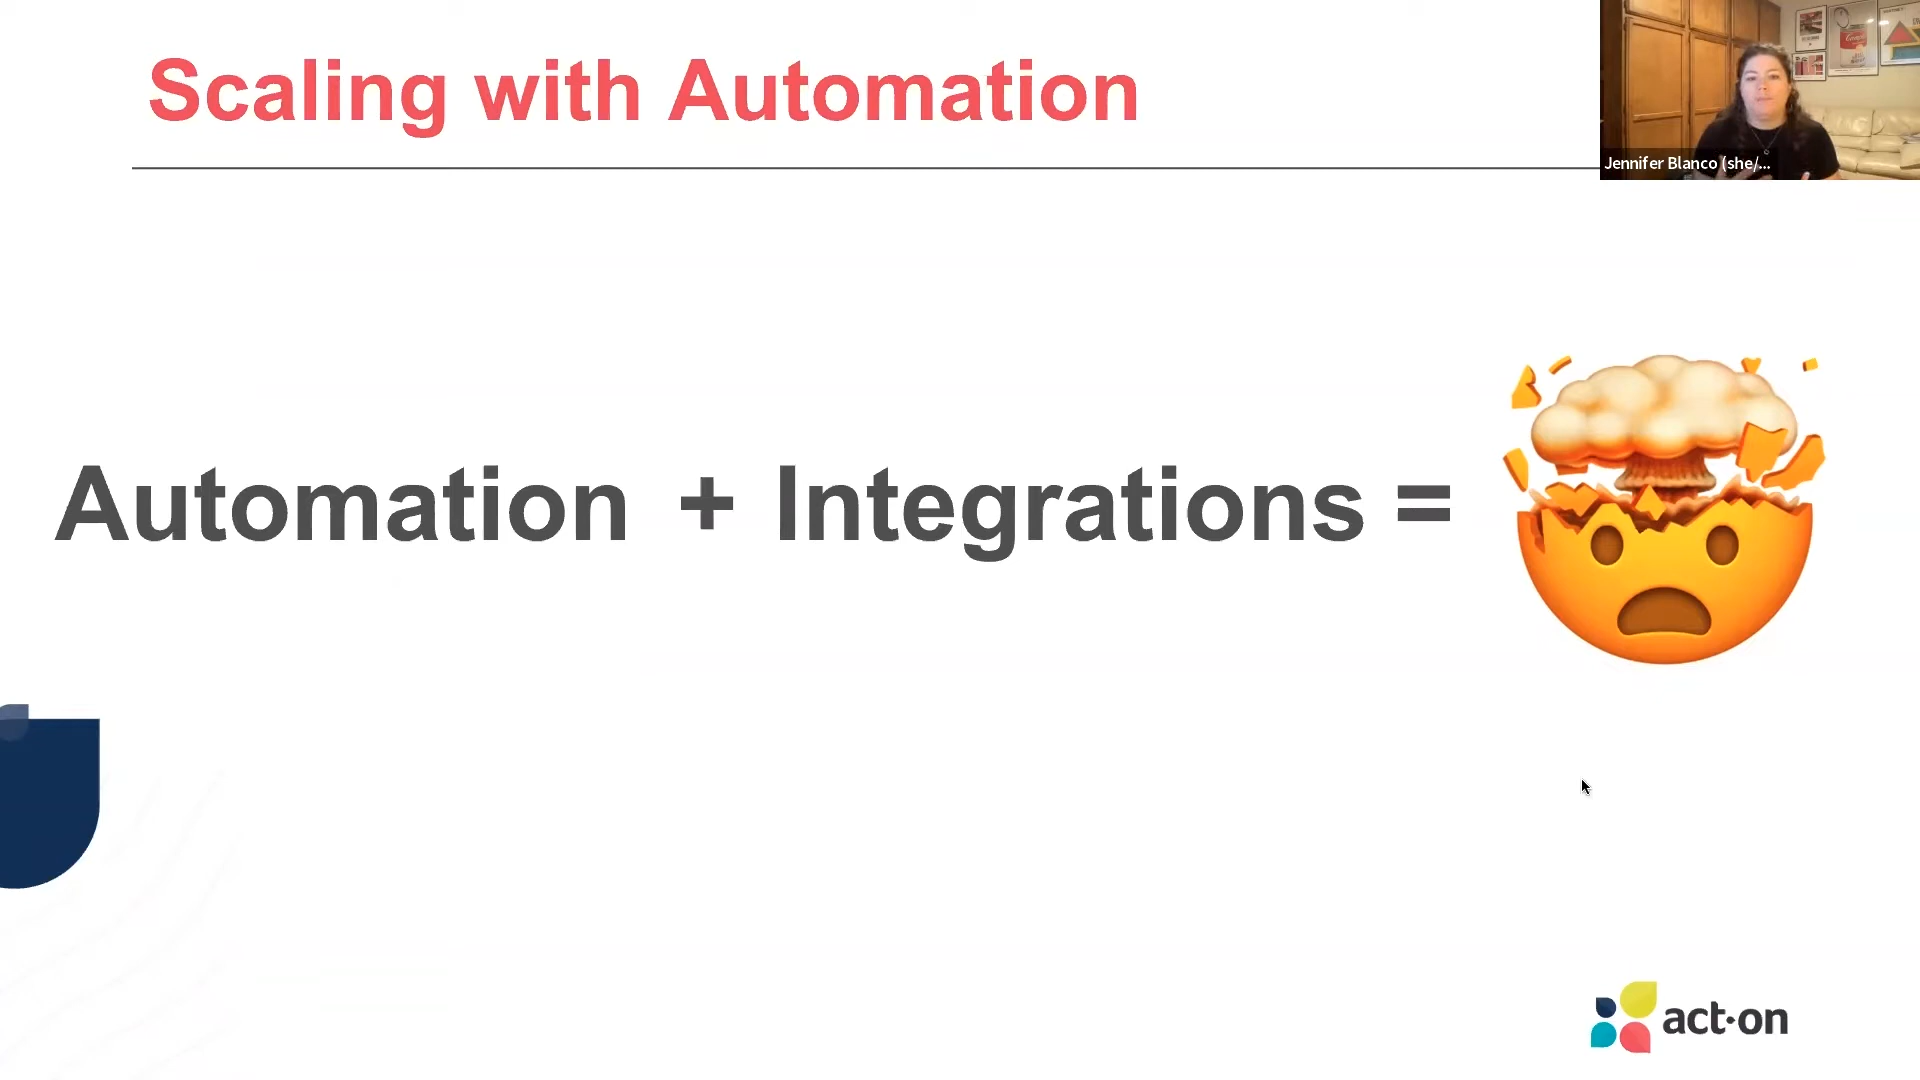 Scaling with Automation
Jennifer Blanco (she/...
Automation + Integrations =
act-on